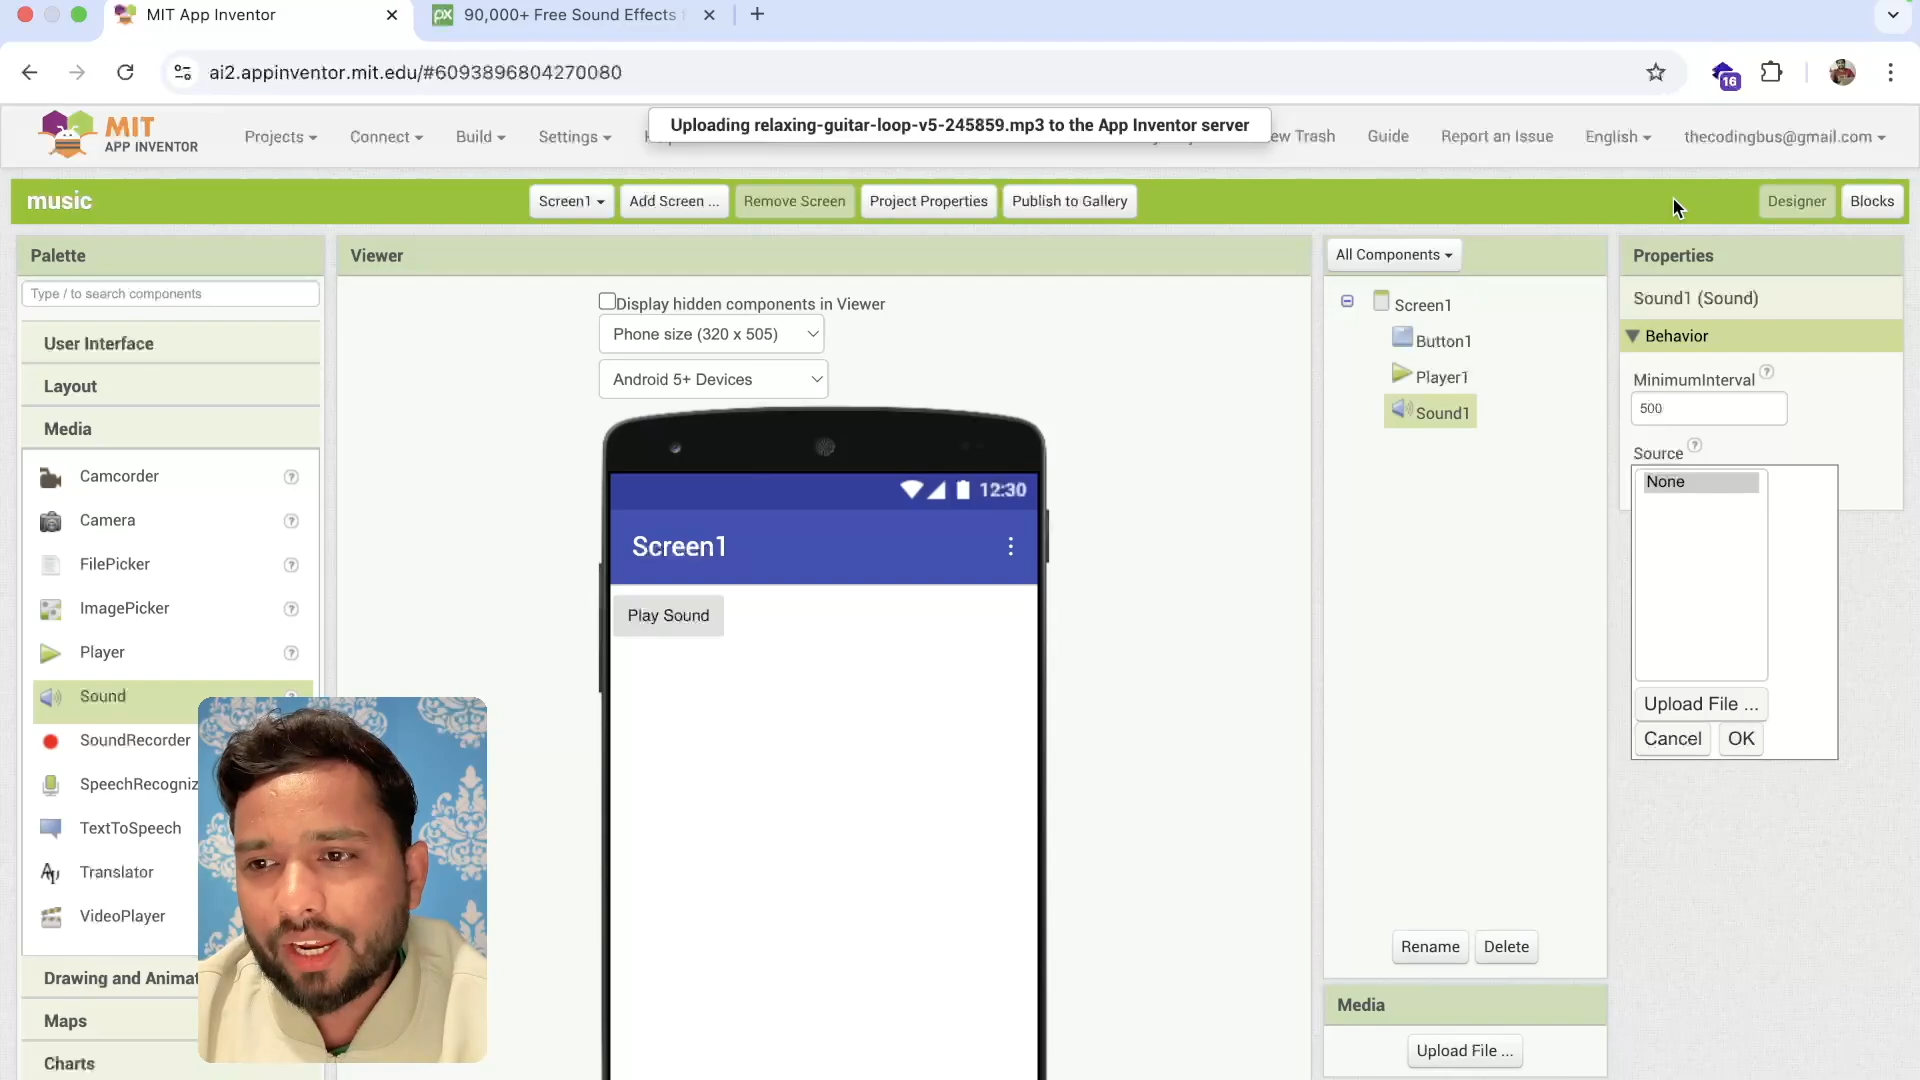 MIT App Inventor
90,000+ Free Sound Effects
ai2.appinventor.mit.edu/#6093896804270080
16
MIT
APP INVENTOR
Projects
Connect
Build
Settings
Uploading relaxing-guitar-loop-v5-245859.mp3 to the App Inventor server
Trash
Guide
Report an Issue
English
thecodingbus@gmail.com
music
Screen1
Add Screen ...
Remove Screen
Project Properties
Publish to Gallery
Designer
Blocks
Palette
Type / to search components
User Interface
Layout
Media
Camcorder ?
Camera ?
FilePicker ?
ImagePicker ?
Player ?
Sound
SoundRecorder
SpeechRecogniz
TextToSpeech
Translator
VideoPlayer
Drawing and Animat
Maps
Charts
Viewer
Display hidden components in Viewer
Phone size (320 x 505)
Android 5+ Devices
12:30
Screen1
Play Sound
All Components
Screen1
Button1
Player1
Sound1
Rename
Delete
Media
Upload File ...
Properties
Sound1 (Sound)
Behavior
MinimumInterval ?
500
Source ?
None
Upload File ...
Cancel
OK